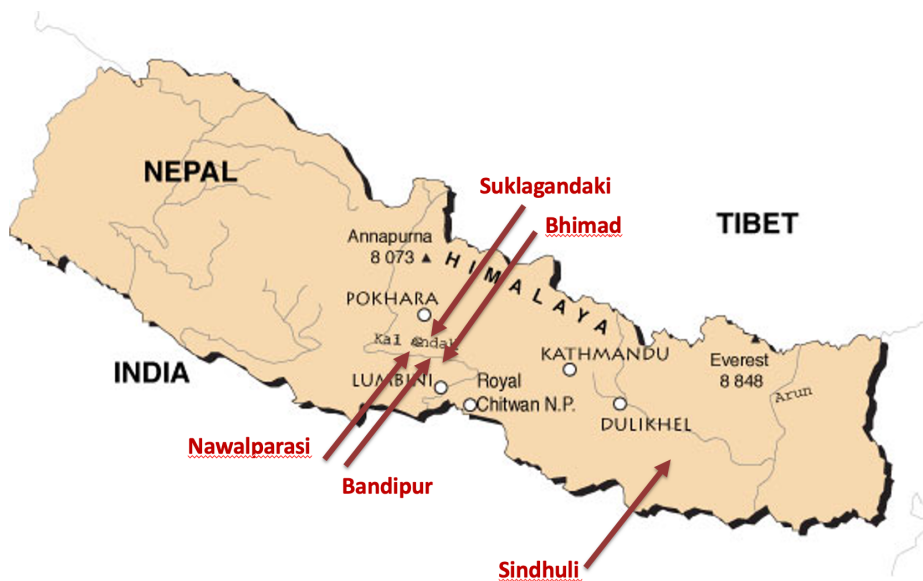 NEPAL
Suklagandaki
Bhimad
TIBET
Annapurna
8 073
HIMALAYA
POKHARA
KATHMANDU
Everest
8 848
INDIA
LUMBINI
Royal
Chitwan N.P.
Arun
DULIKHEL
Nawalparasi
Bandipur
Sindhuli